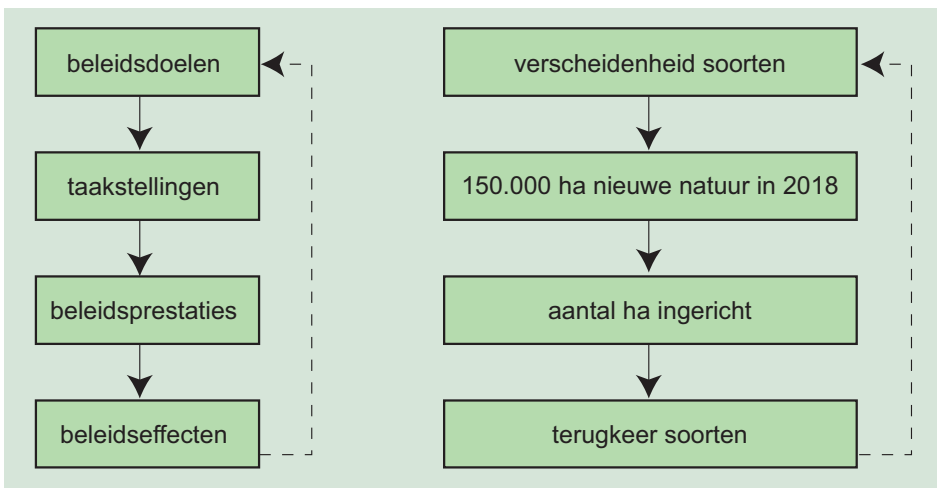 beleidsdoelen
taakstellingen
beleidsprestaties
beleidseffecten
verscheidenheid soorten
150.000 ha nieuwe natuur in 2018
aantal ha ingericht
terugkeer soorten